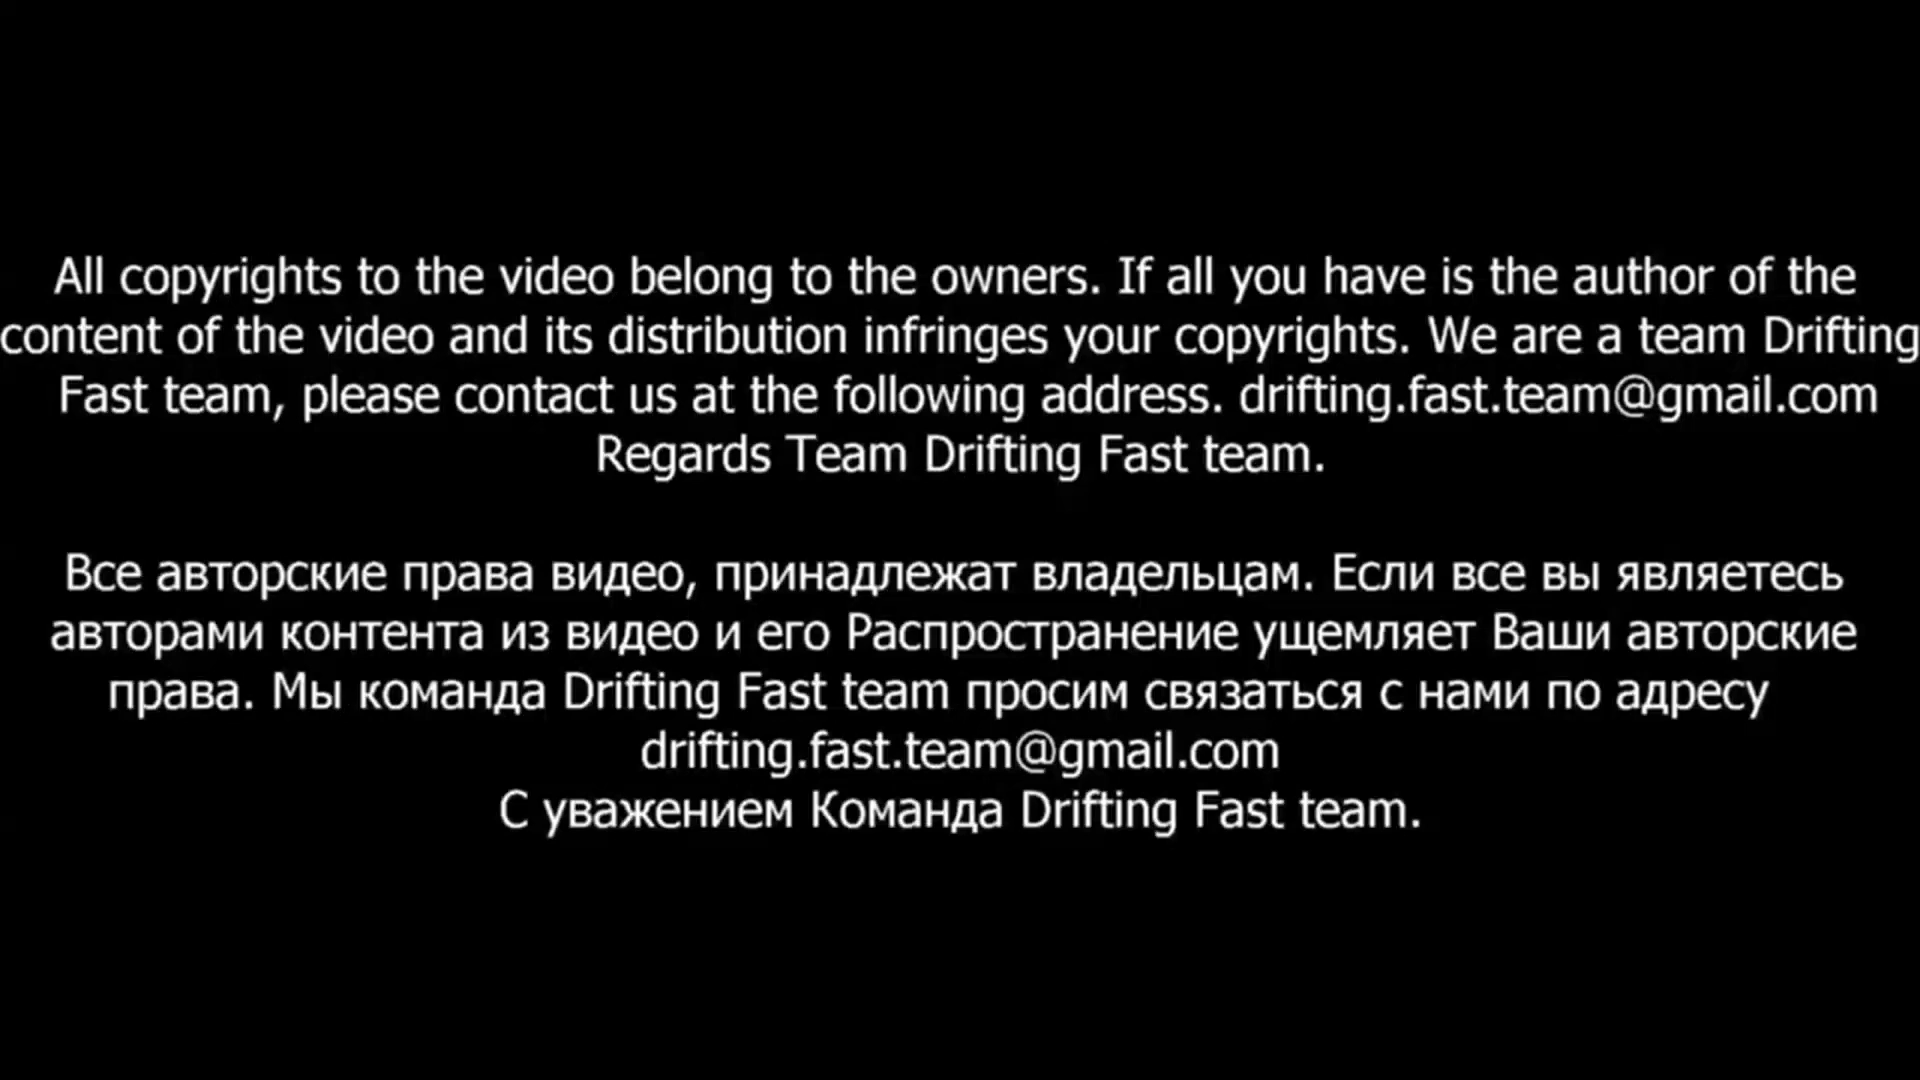 All copyrights to the video belong to the owners. If all you have is the author of the
content of the video and its distribution infringes your copyrights. We are a team Drifting
Fast team, please contact us at the following address. drifting.fast.team@gmail.com
Regards Team Drifting Fast team.
Все авторские права видео, принадлежат владельцам. Если все вы являетесь
авторами контента из видео и его Распространение ущемляет Ваши авторские
права. Мы команда Drifting Fast team просим связаться с нами по адресу
drifting.fast.team@gmail.com
С уважением Команда Drifting Fast team.